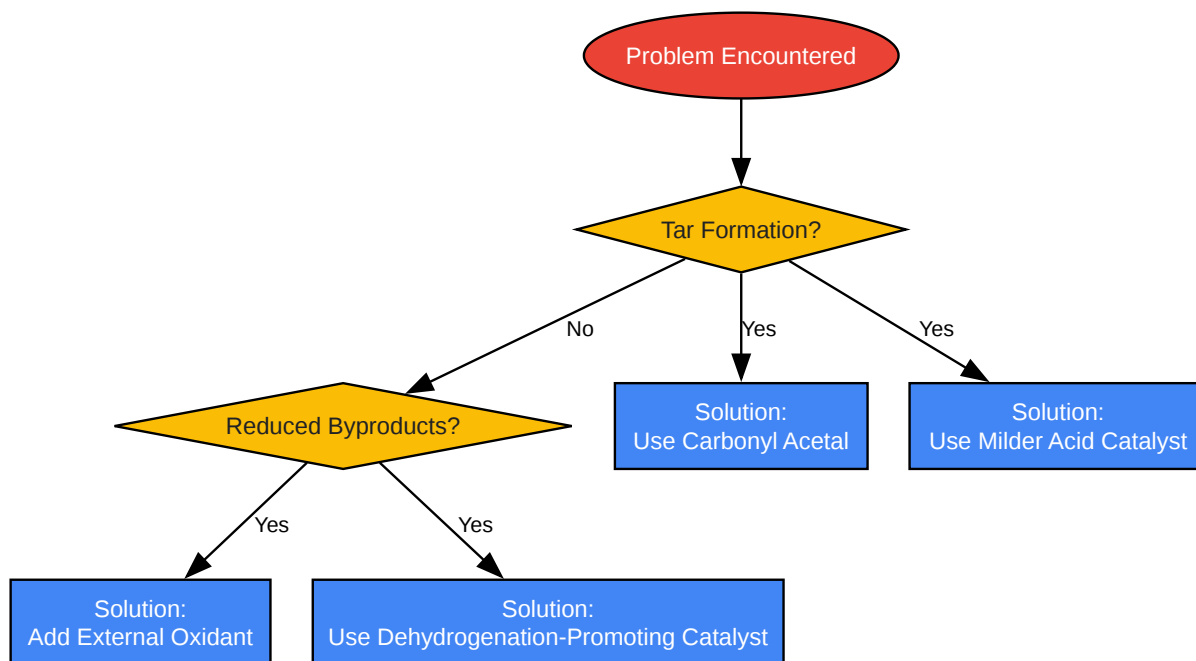 Problem Encountered
Tar Formation?
No
Yes
Yes
Reduced Byproducts?
Solution:
Use Carbonyl Acetal
Solution:
Use Milder Acid Catalyst
Yes
Yes
Solution:
Add External Oxidant
Solution:
Use Dehydrogenation-Promoting Catalyst